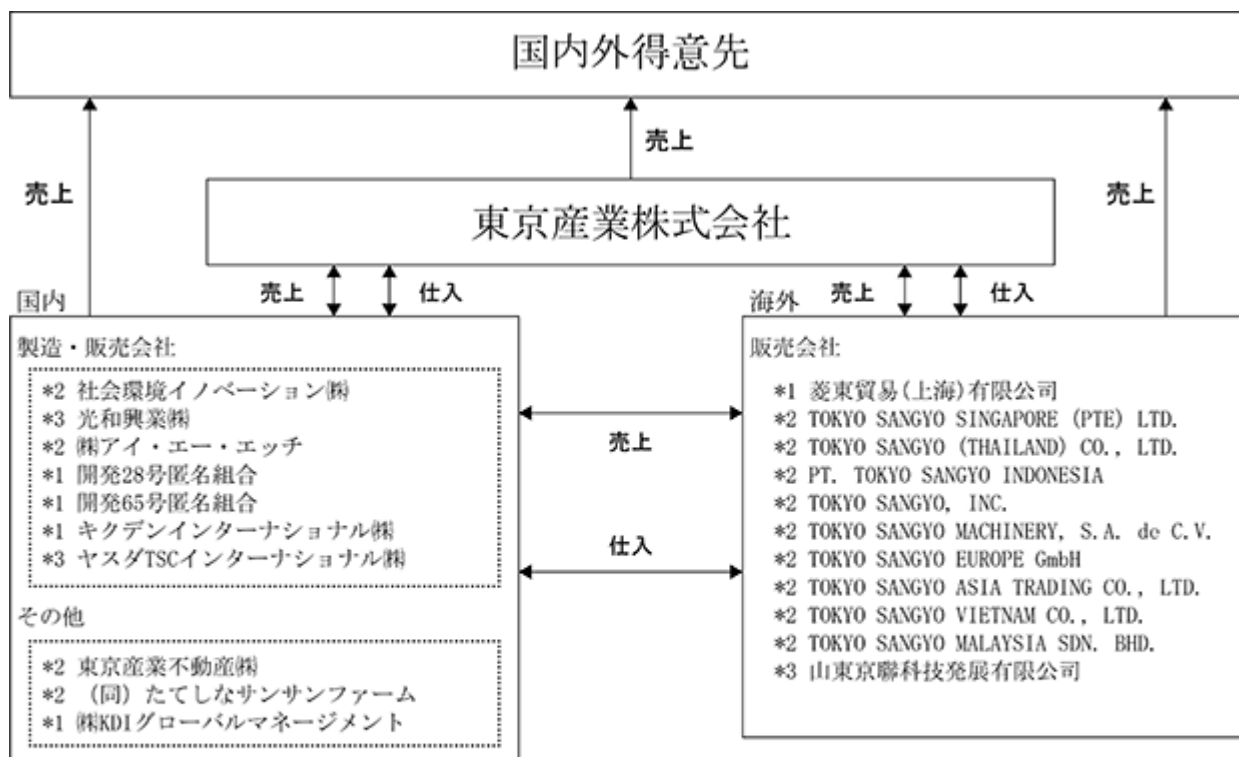 国内外得意先
売上
売上
売上
東京産業株式会社
売上
仕入
売上
仕入
国内
製造・販売会社
*2 社会環境イノベーション㈱
*3 光和興業㈱
*2 ㈱アイ・エー・エッチ
*1 開発28号匿名組合
*1 開発65号匿名組合
*1 キクデンインターナショナル㈱
*3 ヤスダTSCインターナショナル㈱
その他
*2 東京産業不動産㈱
*2 (同)たてしなサンサンファーム
*1 ㈱KDIグローバルマネージメント
売上
仕入
海外
販売会社
*1 菱東貿易(上海)有限公司
*2 TOKYO SANGYO SINGAPORE (PTE) LTD.
*2 TOKYO SANGYO (THAILAND) CO., LTD.
*2 PT. TOKYO SANGYO INDONESIA
*2 TOKYO SANGYO, INC.
*2 TOKYO SANGYO MACHINERY, S.A. de C.V.
*2 TOKYO SANGYO EUROPE GmbH
*2 TOKYO SANGYO ASIA TRADING CO., LTD.
*2 TOKYO SANGYO VIETNAM CO., LTD.
*2 TOKYO SANGYO MALAYSIA SDN. BHD.
*3 山東京聯科技発展有限公司